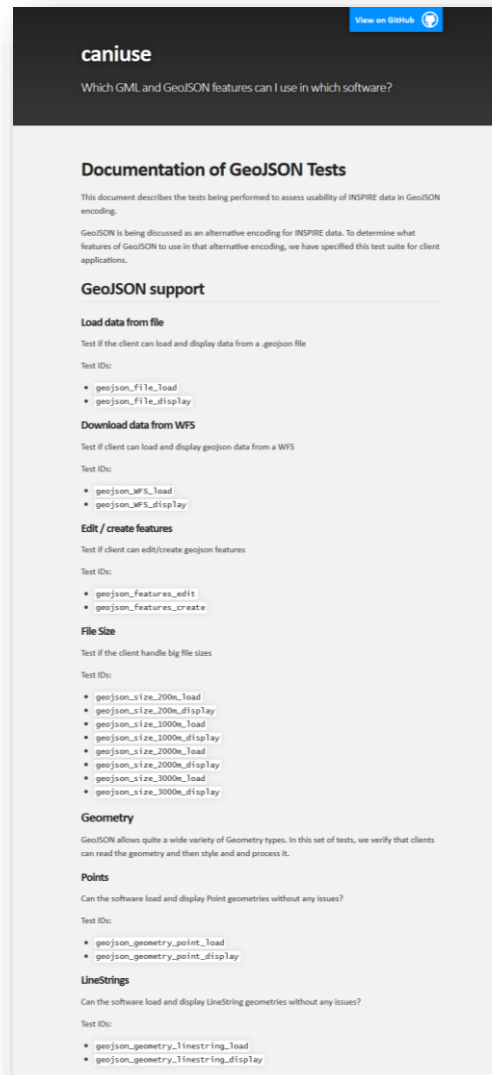 View on GitHub
caniuse
Which GML and GeoJSON features can I use in which software?
Documentation of GeoJSON Tests
This document describes the tests being performed to assess usability of INSPIRE data in GeoJSON
encoding.
GeoJSON is being discussed as an alternative encoding for INSPIRE data. To determine what
features of GeoJSON to use in that alternative encoding, we have specified this test suite for client
applications.
GeoJSON support
Load data from file
Test if the client can load and display data from a .geojson file
Test IDs:
• geojson_file_load
• geojson_file_display
Download data from WFS
Test if client can load and display geojson data from a WFS
Test IDs:
• geojson_WFS_load
• geojson_WFS_display
Edit / create features
Test if client can edit/create geojson features
Test IDs:
• geojson_features_edit
• geojson_features_create
File Size
Test if the client handle big file sizes
Test IDs:
• geojson_size_200m_load
• geojson_size_200m_display
• geojson_size_1000m_load
• geojson_size_1000m_display
• geojson_size_2000m_load
• geojson_size_2000m_display
• geojson_size_3000m_load
• geojson_size_3000m_display
Geometry
GeoJSON allows quite a wide variety of Geometry types. In this set of tests, we verify that clients
can read the geometry and then style and and process it.
Points
Can the software load and display Point geometries without any issues?
Test IDs:
• geojson_geometry_point_load
• geojson_geometry_point_display
LineStrings
Can the software load and display LineString geometries without any issues?
Test IDs:
• geojson_geometry_linestring_load
• geojson_geometry_linestring_display